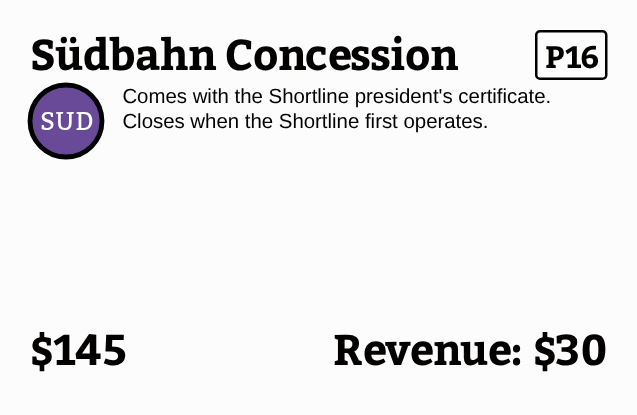 Südbahn Concession
P16
SUD
Comes with the Shortline president's certificate.
Closes when the Shortline first operates.
$145
Revenue: $30